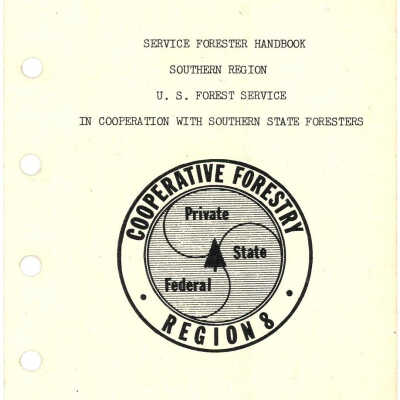 SERVICE FORESTER HANDBOOK
SOUTHERN REGION
U. S. FOREST SERVICE
IN COOPERATION WITH SOUTHERN STATE FORESTERS
COOPERATIVE FORESTRY
Private
State
Federal
• REGION 8 •